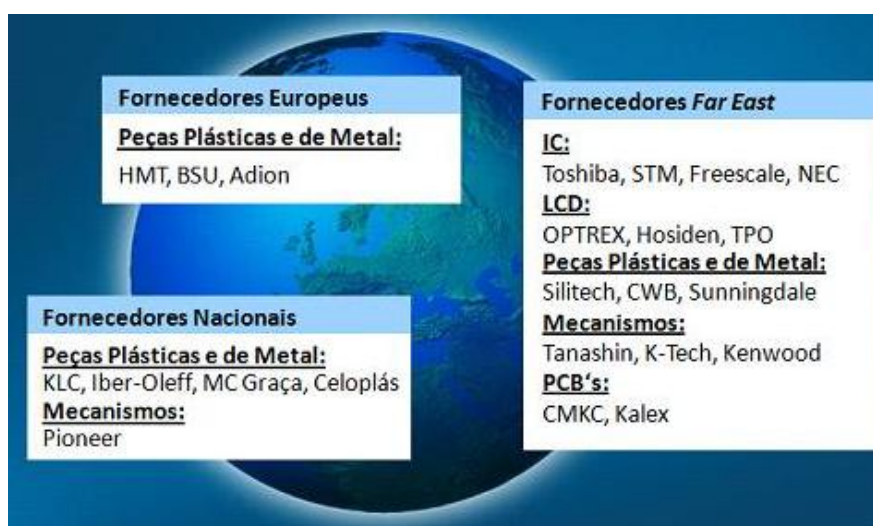 Fornecedores Europeus
Peças Plásticas e de Metal:
HMT, BSU, Adion
Fornecedores Nacionais
Peças Plásticas e de Metal:
KLC, Iber-Oleff, MC Graça, Celoplás
Mecanismos:
Pioneer
Fornecedores Far East
IC:
Toshiba, STM, Freescale, NEC
LCD:
OPTREX, Hosiden, TPO
Peças Plásticas e de Metal:
Silitech, CWB, Sunningdale
Mecanismos:
Tanashin, K-Tech, Kenwood
PCB‘s:
CMKC, Kalex